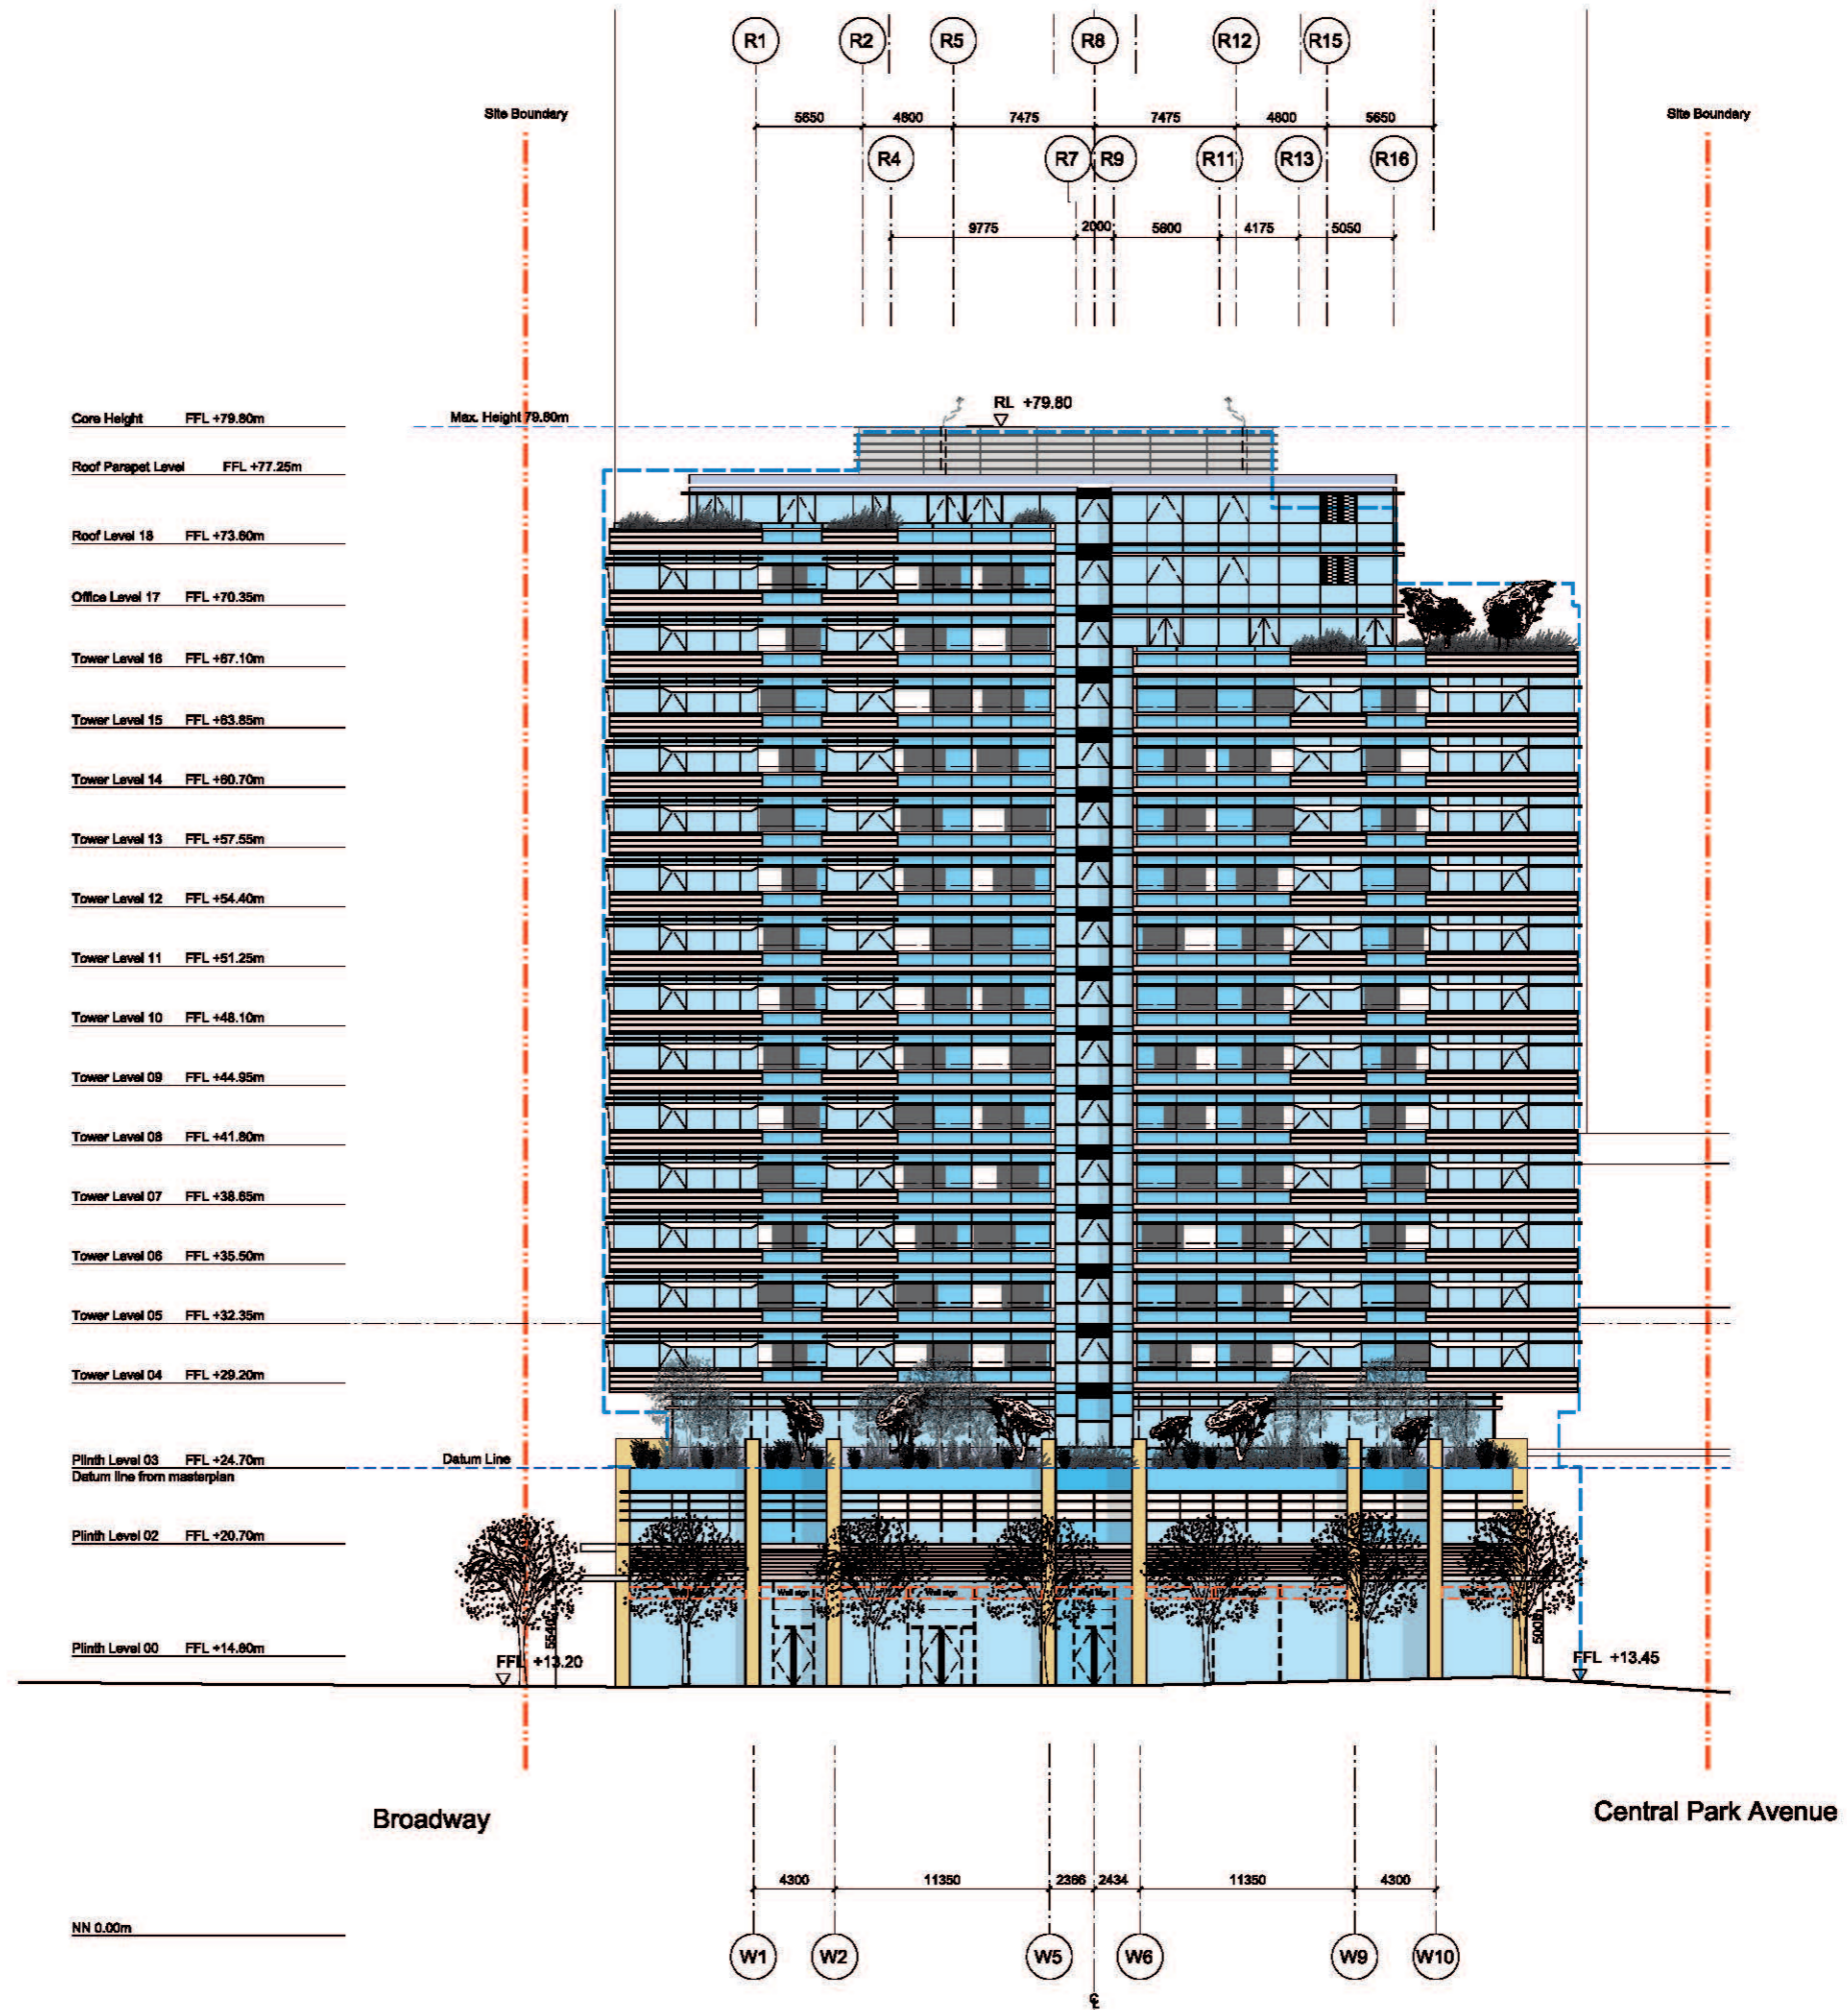 R1 R2 R5 R8 R12 R15
Site Boundary
Site Boundary
5650 4800 7475 7475 4800 5650
R4 R7 R9 R11 R13 R16
9775 2000 5600 4175 5050
RL +79.80
Core Height FFL +79.80m
Max. Height 79.80m
Roof Parapet Level FFL +77.25m
Roof Level 18 FFL +73.60m
Office Level 17 FFL +70.35m
Tower Level 16 FFL +67.10m
Tower Level 15 FFL +63.85m
Tower Level 14 FFL +60.70m
Tower Level 13 FFL +57.55m
Tower Level 12 FFL +54.40m
Tower Level 11 FFL +51.25m
Tower Level 10 FFL +48.10m
Tower Level 09 FFL +44.95m
Tower Level 08 FFL +41.80m
Tower Level 07 FFL +38.65m
Tower Level 06 FFL +35.50m
Tower Level 05 FFL +32.35m
Tower Level 04 FFL +29.20m
Plinth Level 03 FFL +24.70m
Datum Line
Datum line from masterplan
Plinth Level 02 FFL +20.70m
Wall sign Wall sign Wall sign
Plinth Level 00 FFL +14.80m
5540
FFL +13.20
FFL +13.45
Broadway
Central Park Avenue
4300 11350 2366 2434 11350 4300
NN 0.00m
W1 W2 W5 W6 W9 W10